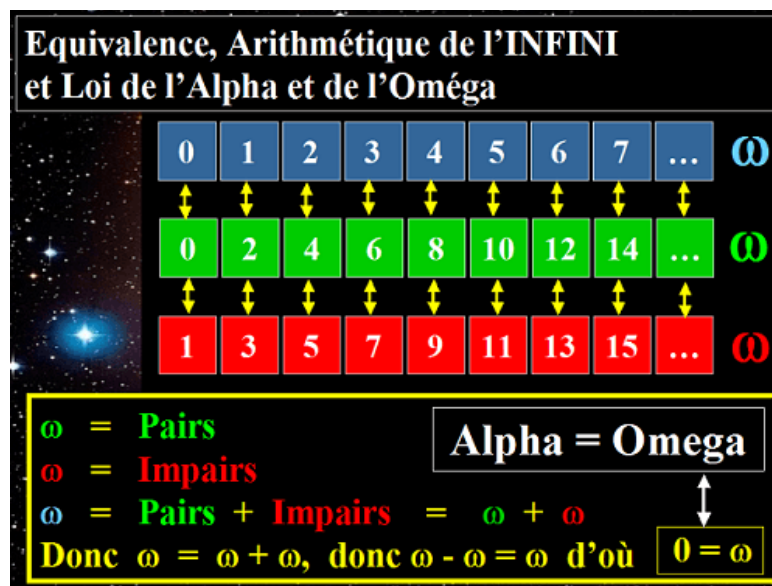 Equivalence, Arithmétique de l'INFINI
et Loi de l'Alpha et de l'Oméga
0 1 2 3 4 5 6 7 ... ω
0 2 4 6 8 10 12 14 ... ω
1 3 5 7 9 11 13 15 ... ω
ω = Pairs
Alpha = Omega
ω = Impairs
ω = Pairs + Impairs = ω + ω
Donc ω = ω + ω, donc ω - ω = ω d'où 0 = ω